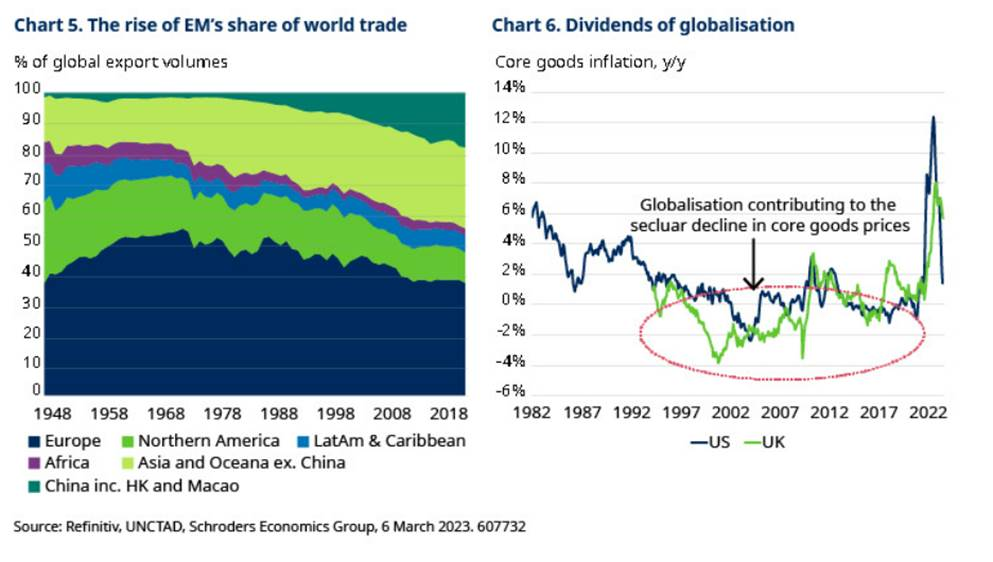 Chart 5. The rise of EM's share of world trade
% of global export volumes
100
90
80
70
60
50
40
30
20
10
0
1948 1958 1968 1978 1988 1998 2008 2018
Europe Northern America LatAm & Caribbean
Africa Asia and Oceana ex. China
China inc. HK and Macao
Chart 6. Dividends of globalisation
Core goods inflation, y/y
14%
12%
10%
8%
6%
4%
2%
0%
-2%
-4%
-6%
Globalisation contributing to the
secluar decline in core goods prices
1982 1987 1992 1997 2002 2007 2012 2017 2022
US UK
Source: Refinitiv, UNCTAD, Schroders Economics Group, 6 March 2023. 607732